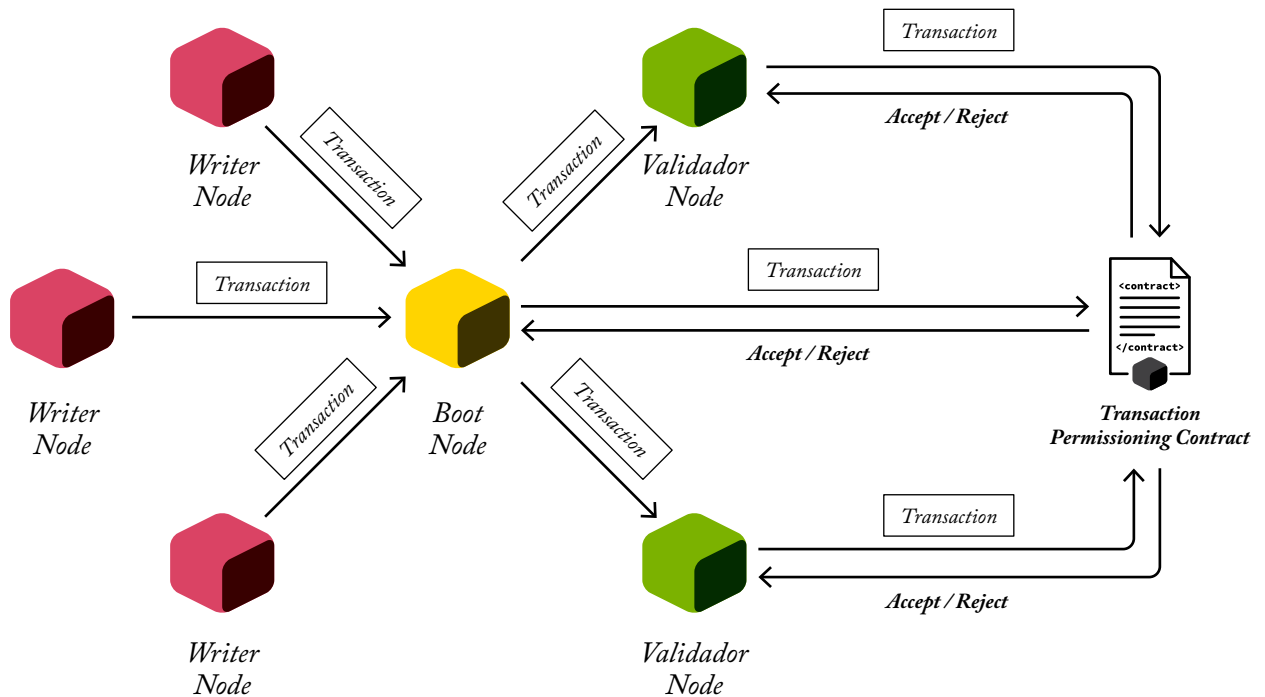 Transaction
Accept / Reject
Writer
Node
Transaction
Transaction
Validador
Node
Writer
Node
Transaction
Boot
Node
Transaction
Accept / Reject
<contract>
</contract>
Transaction
Permissioning Contract
Transaction
Transaction
Writer
Node
Validador
Node
Transaction
Accept / Reject